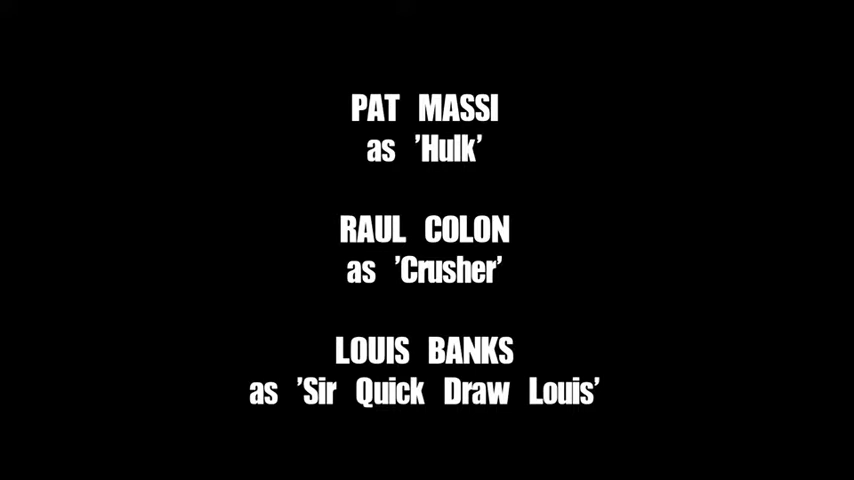 PAT MASSI
as 'Hulk'
RAUL COLON
as 'Crusher'
LOUIS BANKS
as 'Sir Quick Draw Louis'